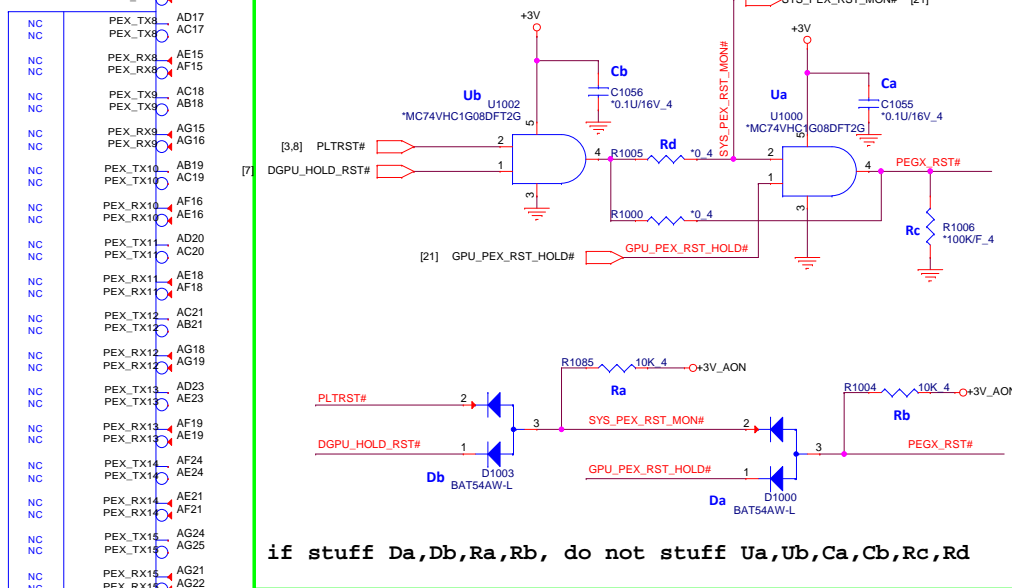 NC PEX_TX8 AD17
NC PEX_TX8 AC17
NC PEX_RX8 AE15
NC PEX_RX8 AF15
NC PEX_TX9 AC18
NC PEX_TX9 AB18
NC PEX_RX9 AG15
NC PEX_RX9 AG16
NC PEX_TX10 AB19
NC PEX_TX10 AC19
NC PEX_RX10 AF16
NC PEX_RX10 AE16
NC PEX_TX11 AD20
NC PEX_TX11 AC20
NC PEX_RX11 AE18
NC PEX_RX11 AF18
NC PEX_TX12 AC21
NC PEX_TX12 AB21
NC PEX_RX12 AG18
NC PEX_RX12 AG19
NC PEX_TX13 AD23
NC PEX_TX13 AE23
NC PEX_RX13 AF19
NC PEX_RX13 AE19
NC PEX_TX14 AF24
NC PEX_TX14 AE24
NC PEX_RX14 AE21
NC PEX_RX14 AF21
NC PEX_TX15 AG24
NC PEX_TX15 AG25
NC PEX_RX15 AG21
NC PEX_RX15 AG22
SYS_PEX_RST_MON# [21]
+3V
Cb
C1056
*0.1U/16V_4
Ub
U1002
*MC74VHC1G08DFT2G
5
[3,8] PLTRST# 2
[7] DGPU_HOLD_RST# 1
4
3
R1005 Rd *0_4
R1000 *0_4
SYS_PEX_RST_MON#
+3V
Ca
C1055
*0.1U/16V_4
Ua
U1000
*MC74VHC1G08DFT2G
5
2
1
4
3
PEGX_RST#
Rc
R1006
*100K/F_4
[21] GPU_PEX_RST_HOLD# GPU_PEX_RST_HOLD#
R1085 10K_4 +3V_AON
Ra
PLTRST# 2
3 SYS_PEX_RST_MON# 2
DGPU_HOLD_RST# 1
Db
D1003
BAT54AW-L
GPU_PEX_RST_HOLD# 1
Da
D1000
BAT54AW-L
R1004 10K_4 +3V_AON
Rb
3 PEGX_RST#
if stuff Da,Db,Ra,Rb, do not stuff Ua,Ub,Ca,Cb,Rc,Rd